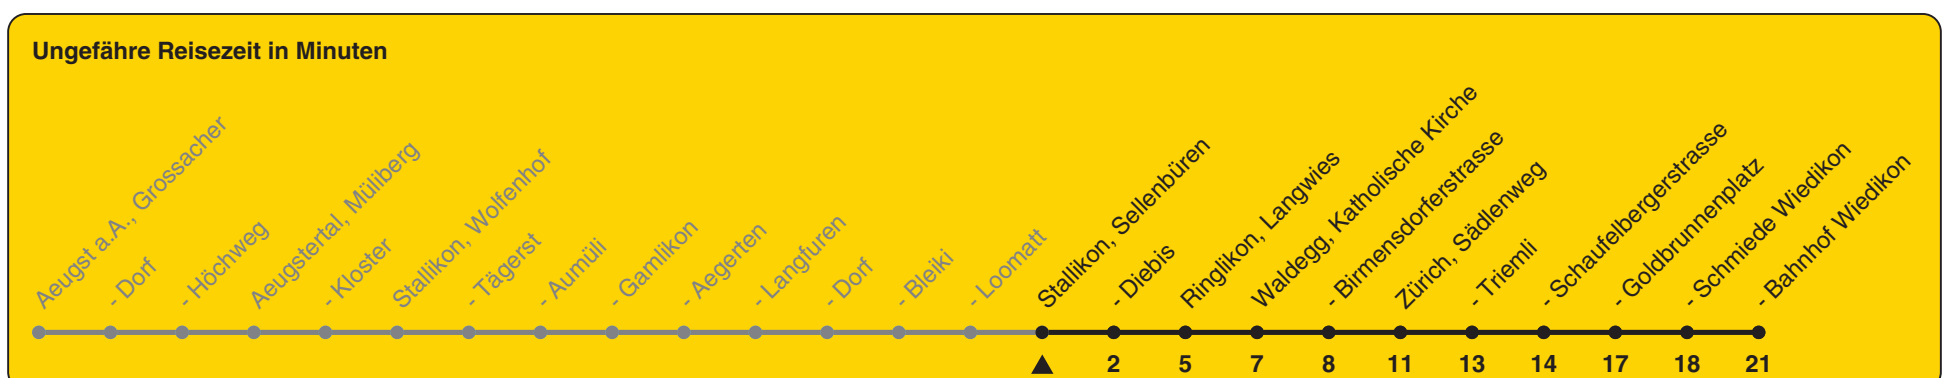 Ungefähre Reisezeit in Minuten
Aeugst a.A., Grossacher
- Dorf
- Höchweg
Aeugstertal, Müliberg
- Kloster
Stallikon, Wolfenhof
- Tägerst
- Aumüli
- Gamlikon
- Aegerten
- Langfuren
- Dorf
- Bleiki
- Loomatt
Stallikon, Sellenbüren
- Diebis
Ringlikon, Langwies
Waldegg, Katholische Kirche
- Birmensdorferstrasse
Zürich, Sädlenweg
- Triemli
- Schaufelbergerstrasse
- Goldbrunnenplatz
- Schmiede Wiedikon
- Bahnhof Wiedikon
2 5 7 8 11 13 14 17 18 21